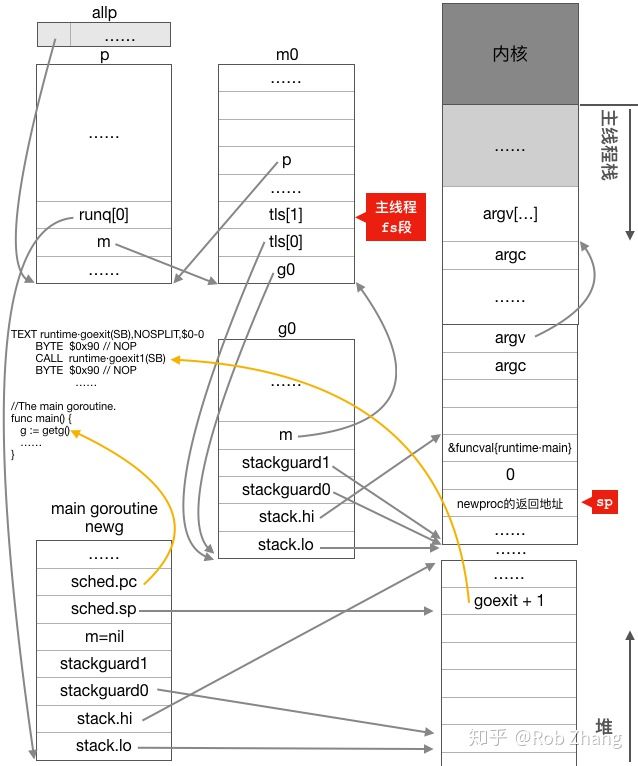 allp
……
p
……
runq[0]
m
……
m0
……
p
……
tls[1]
tls[0]
g0
主线程
fs段
内核
……
argv[…]
argc
……
argv
argc
&funcval{runtime·main}
0
newproc的返回地址
……
主线程栈
sp
g0
……
m
stackguard1
stackguard0
stack.hi
stack.lo
TEXT runtime·goexit(SB),NOSPLIT,$0-0
BYTE $0x90 // NOP
CALL runtime·goexit1(SB)
BYTE $0x90 // NOP
……
//The main goroutine.
func main() {
g := getg()
……
}
main goroutine
newg
……
sched.pc
sched.sp
m=nil
stackguard1
stackguard0
stack.hi
stack.lo
……
……
goexit + 1
堆
知乎 @Rob Zhang